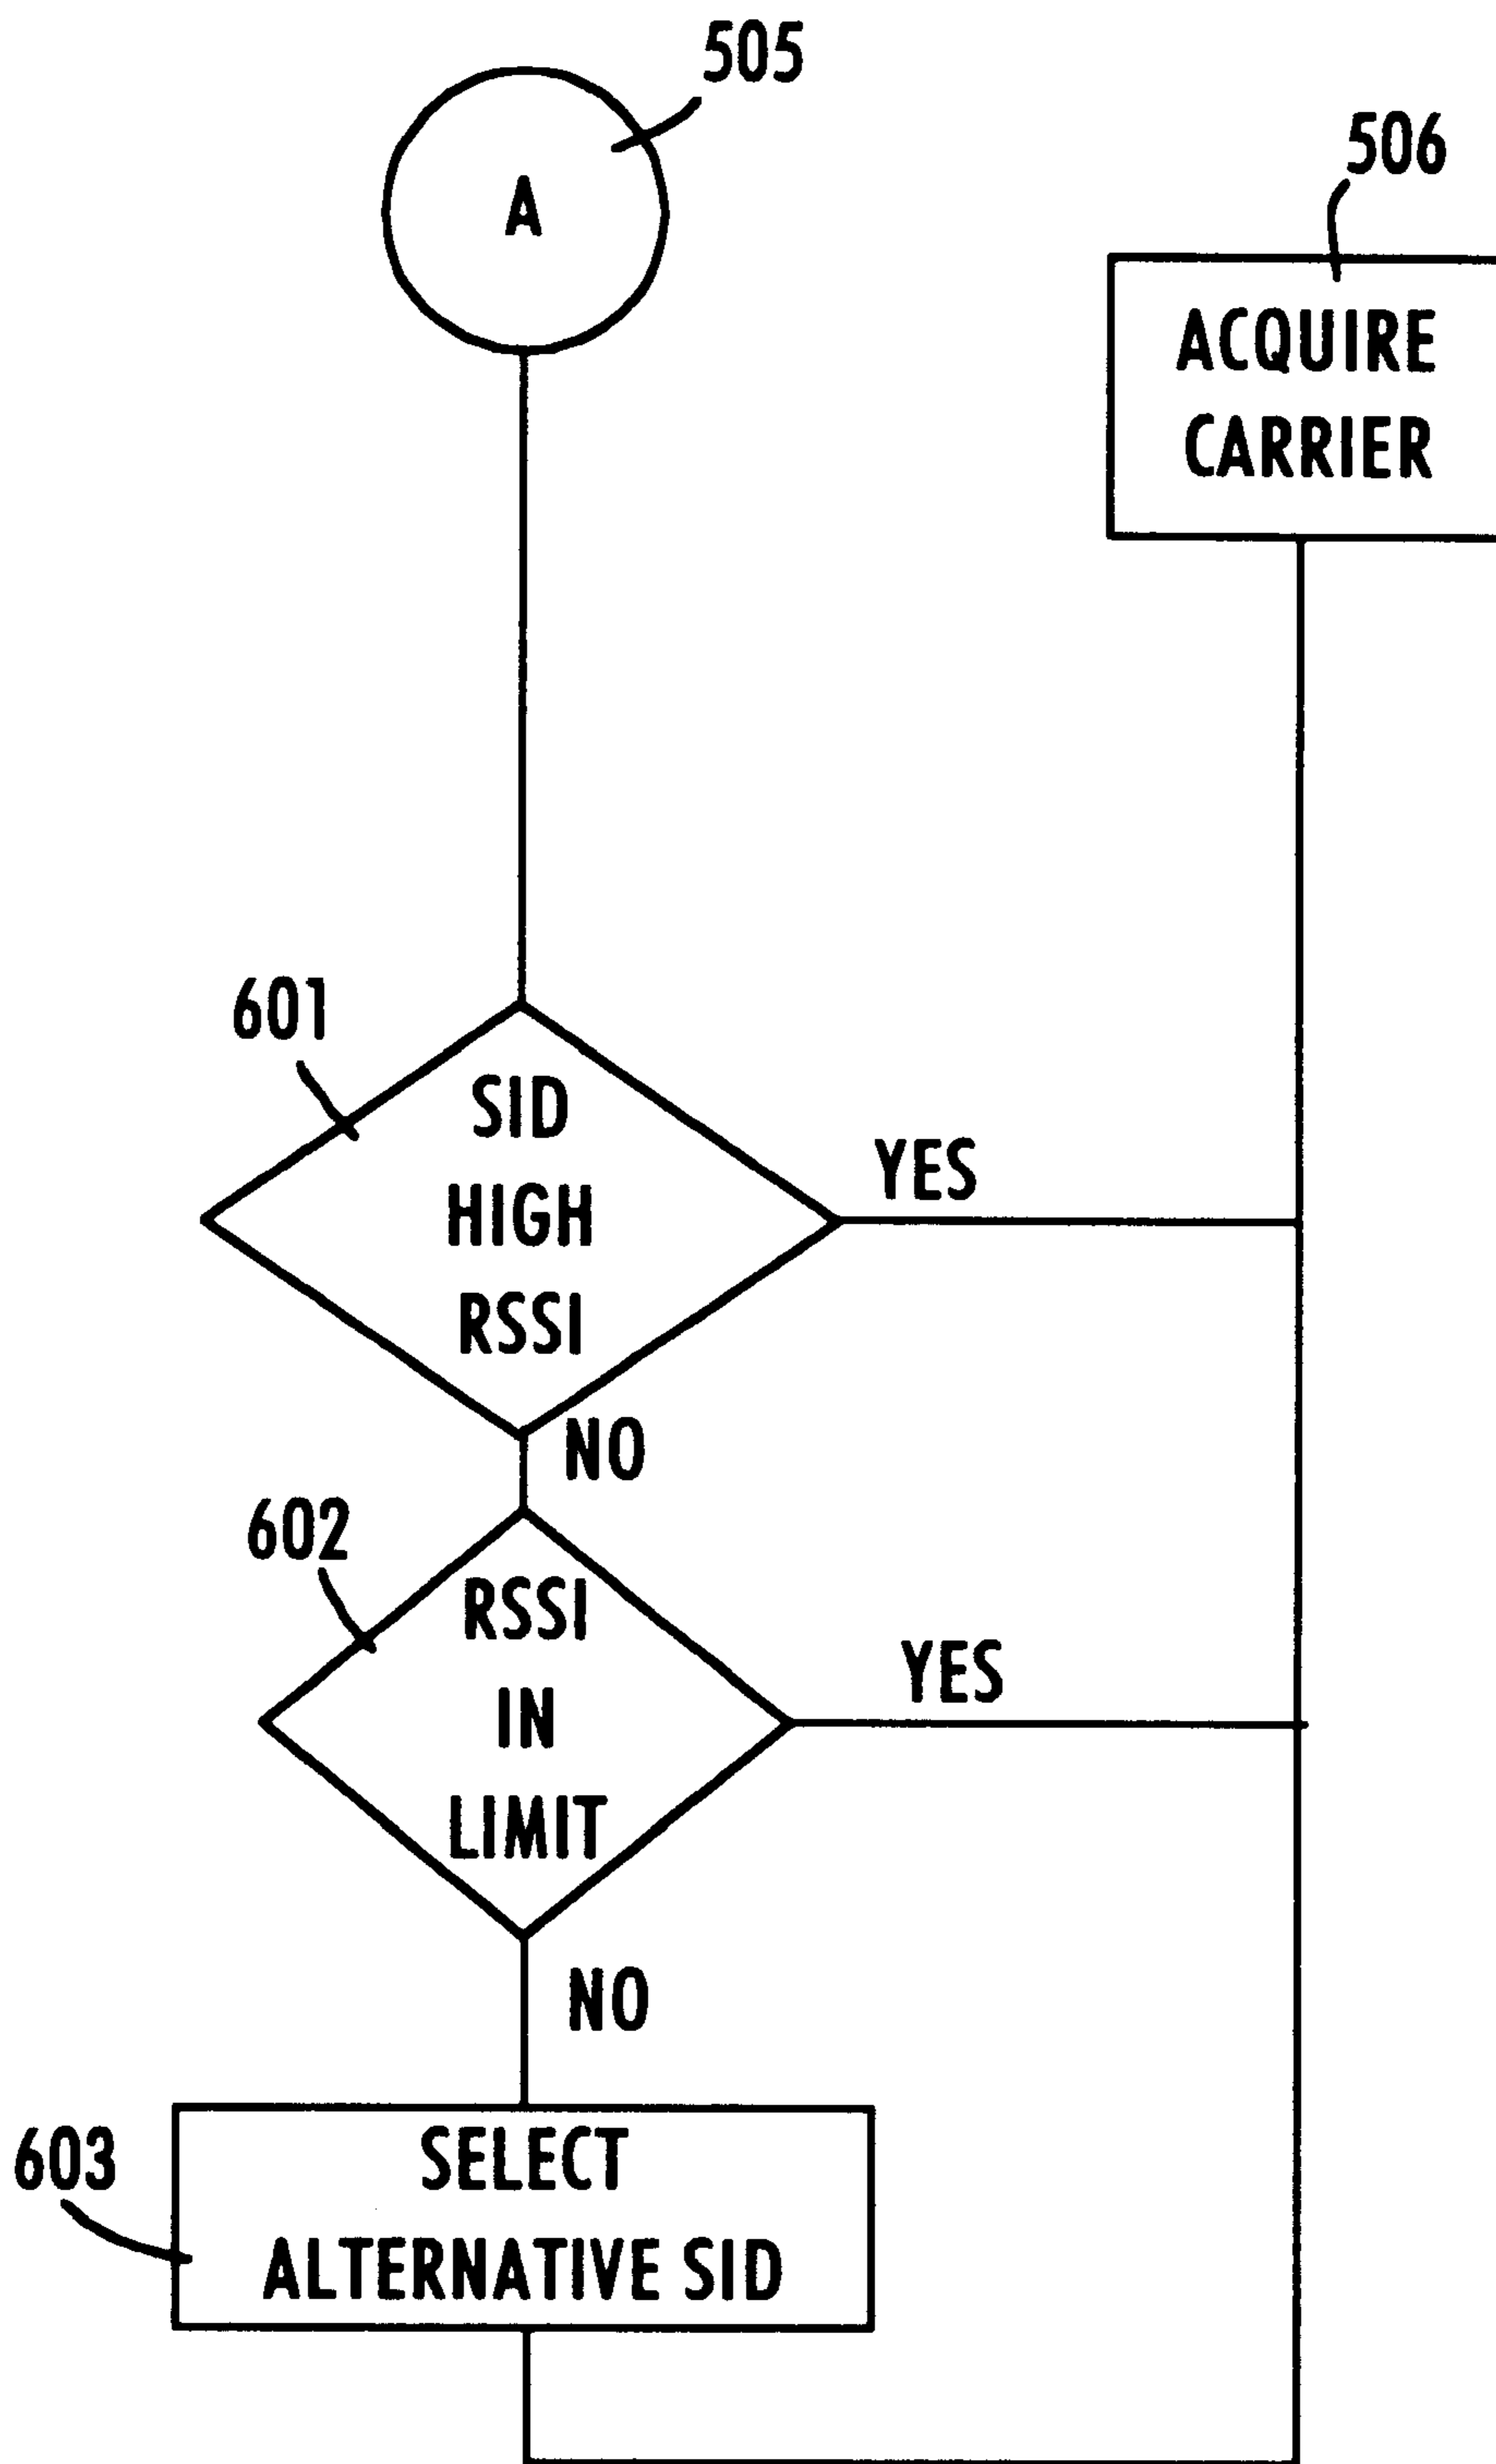 505
A
506
ACQUIRE
CARRIER
601
SID
HIGH
RSSI
YES
NO
602
RSSI
IN
LIMIT
YES
NO
603
SELECT
ALTERNATIVE SID